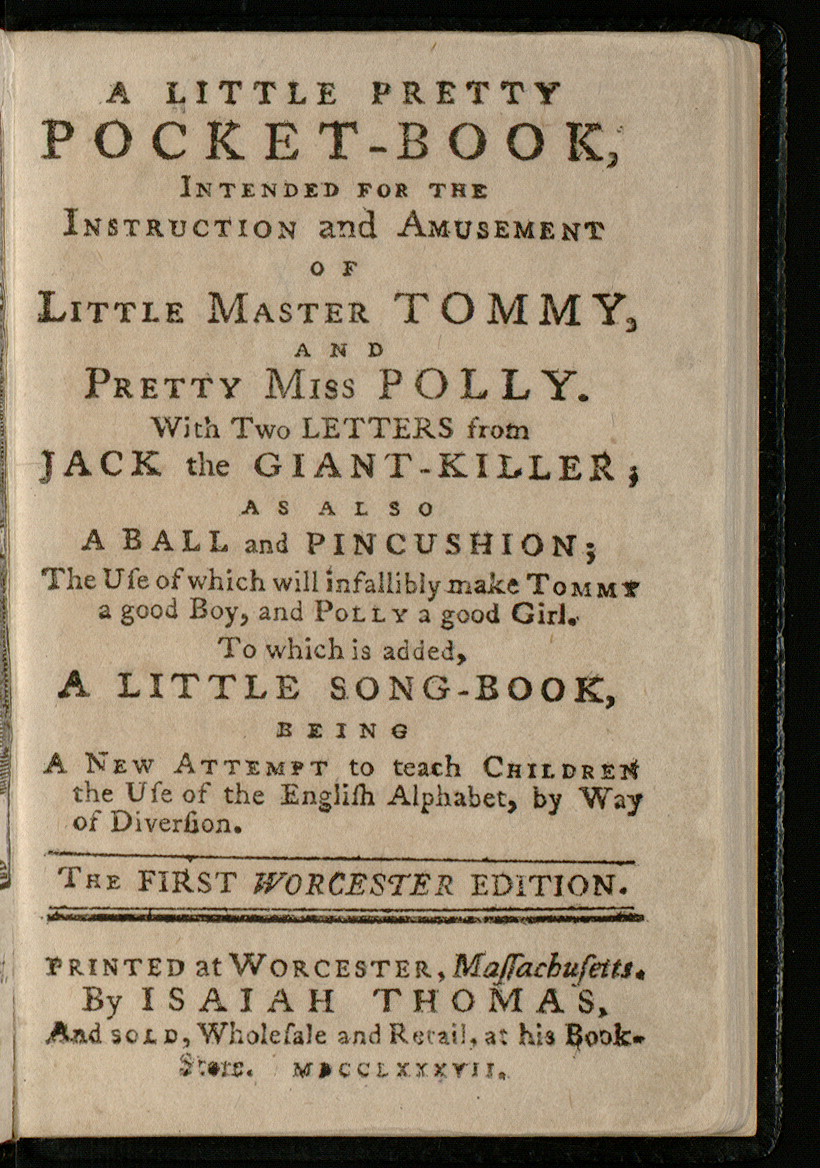 A LITTLE PRETTY
POCKET-BOOK,
INTENDED FOR THE
INSTRUCTION and AMUSEMENT
OF
LITTLE MASTER TOMMY,
AND
PRETTY MISS POLLY.
With Two LETTERS from
JACK the GIANT-KILLER;
AS ALSO
A BALL and PINCUSHION;
The Uſe of which will infallibly make TOMMY
a good Boy, and POLLY a good Girl.
To which is added,
A LITTLE SONG-BOOK,
BEING
A NEW ATTEMPT to teach CHILDREN
the Uſe of the Engliſh Alphabet, by Way
of Diverſion.
THE FIRST WORCESTER EDITION.
PRINTED at WORCESTER, Maſſachuſetts.
By ISAIAH THOMAS,
And SOLD, Wholeſale and Retail, at his Book-
Store. MDCCLXXXVII.